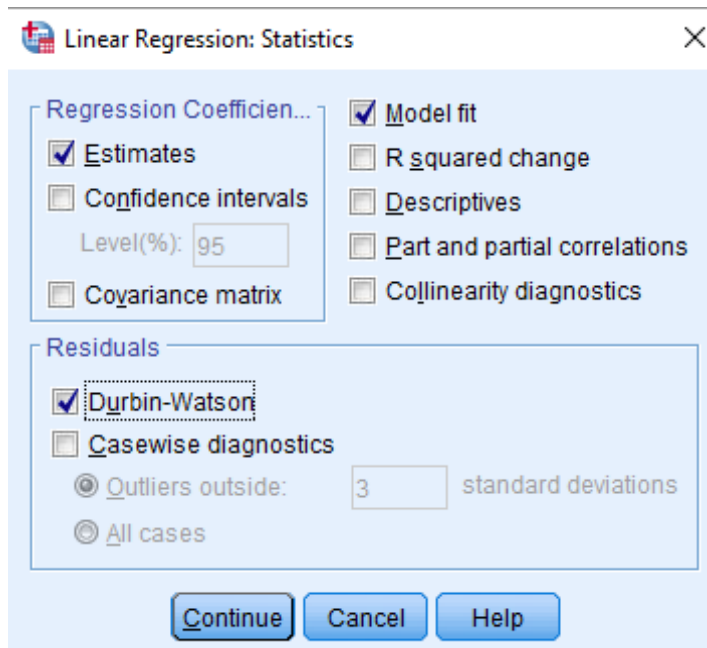 Linear Regression: Statistics
Regression Coefficien...
Estimates
Confidence intervals
Level(%): 95
Covariance matrix
Model fit
R squared change
Descriptives
Part and partial correlations
Collinearity diagnostics
Residuals
Durbin-Watson
Casewise diagnostics
Outliers outside: 3 standard deviations
All cases
Continue Cancel Help